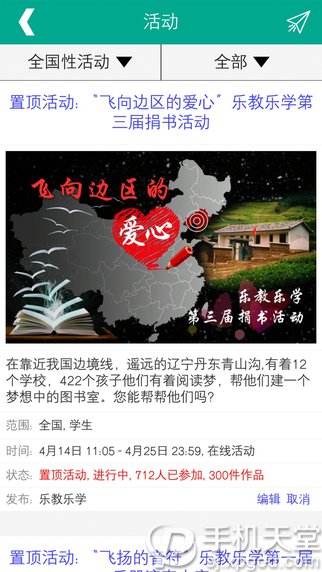 活动
全国性活动
全部
置顶活动: “飞向边区的爱心”乐教乐学第
三届捐书活动
飞向边区的
爱心
乐教乐学
第三届捐书活动
在靠近我国边境线，遥远的辽宁丹东青山沟,有着12
个学校，422个孩子他们有着阅读梦，帮他们建一个
梦想中的图书室。您能帮帮他们吗?
范围: 全国, 学生
时间: 4月14日 11:05 - 4月25日 23:59, 在线活动
状态: 置顶活动, 进行中, 712人已参加, 300件作品
发布: 乐教乐学
编辑 取消
手机天堂
置顶活动: “飞扬的音符”乐教乐学第一届